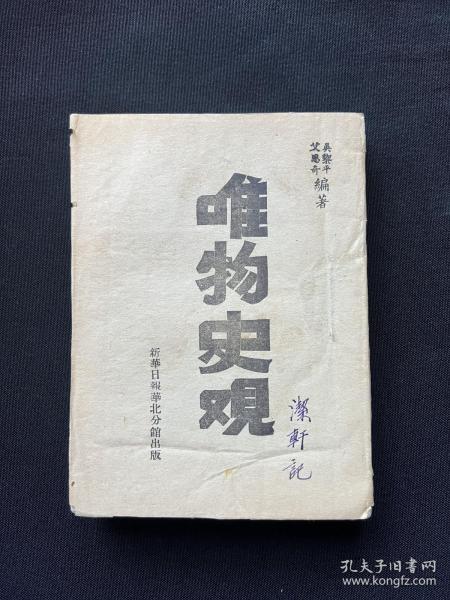 吳黎平
艾思奇
編著
唯物史观
新華日報華北分館出版
潔軒記
孔夫子旧书网
www.kongfz.com